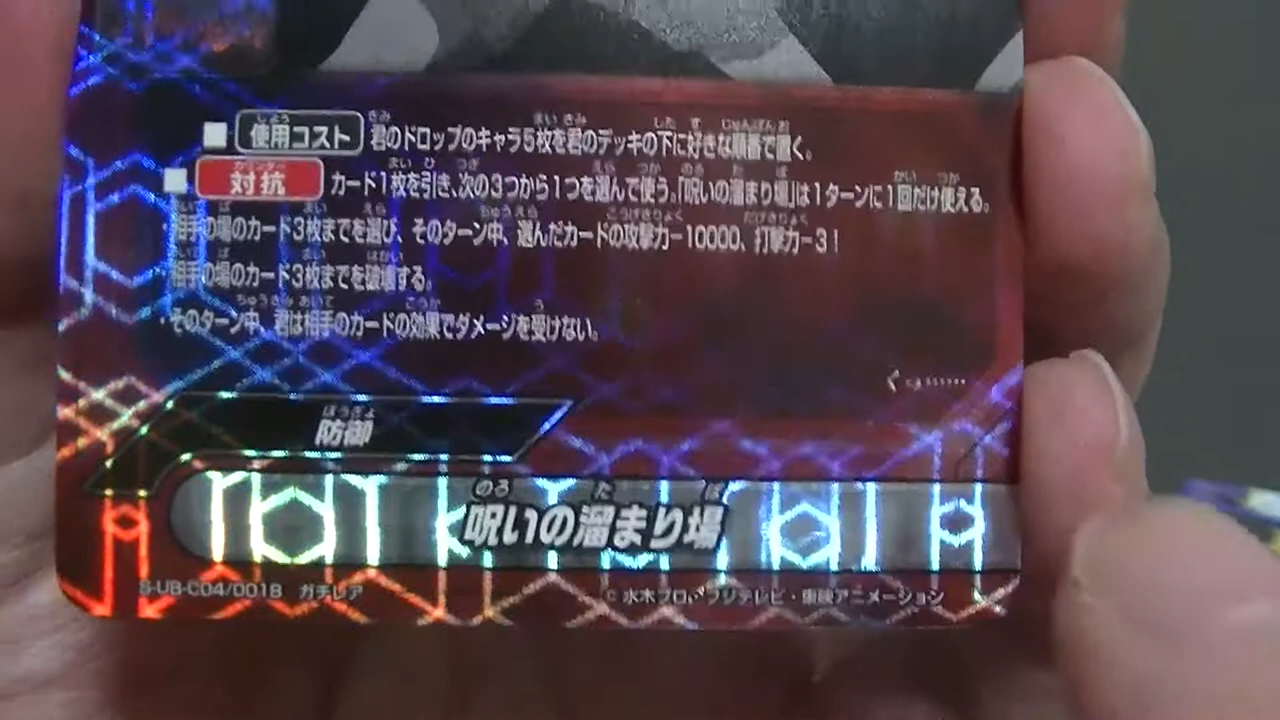 ■使用コスト 君のドロップのキャラ5枚を君のデッキの下に好きな順番で置く。
■対抗 カード1枚を引き、次の3つから1つを選んで使う。「呪いの溜まり場」は1ターンに1回だけ使える。
・相手の場のカード3枚までを選び、そのターン中、選んだカードの攻撃力-10000、打撃力-3!
・相手の場のカード3枚までを破壊する。
・そのターン中、君は相手のカードの効果でダメージを受けない。
防御
呪いの溜まり場
S-UB-C04/001B ガチレア
© 水木プロ・フジテレビ・東映アニメーション